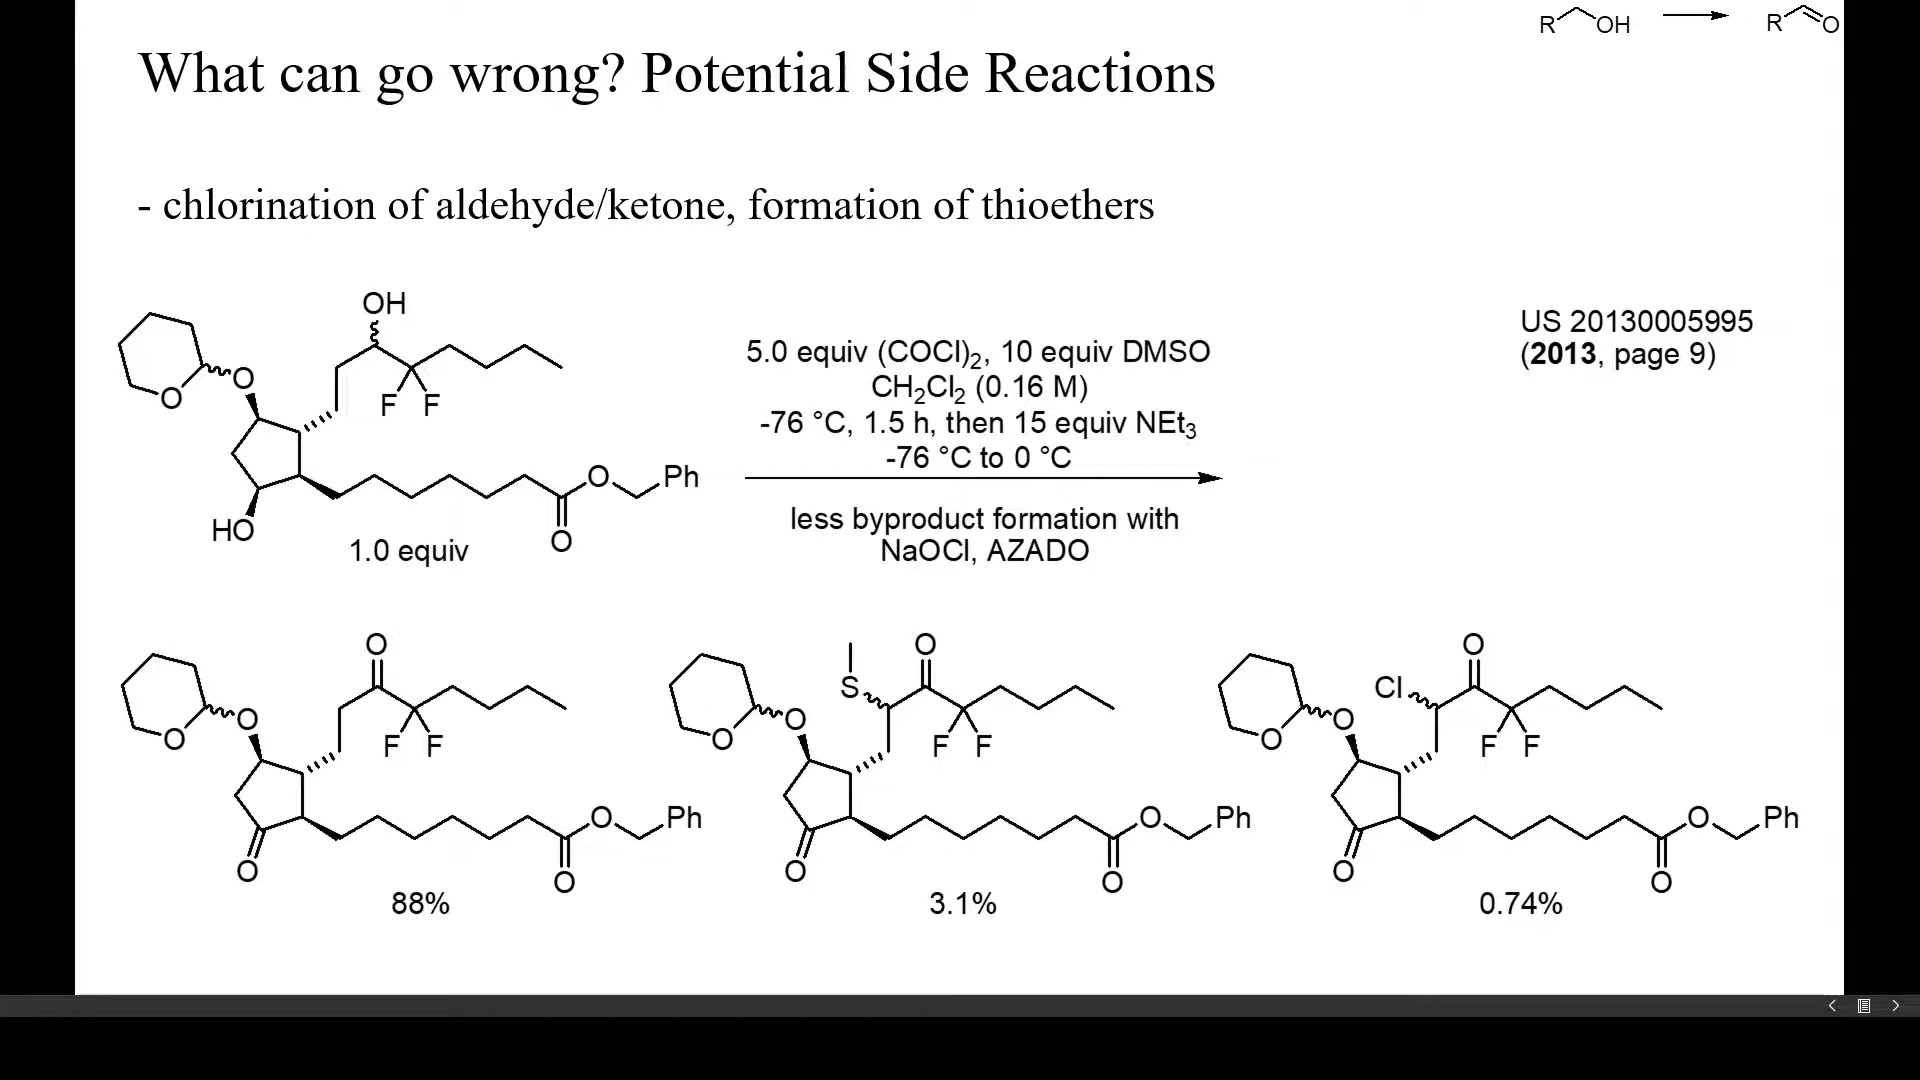 R OH R O
What can go wrong? Potential Side Reactions
- chlorination of aldehyde/ketone, formation of thioethers
OH
O
O
F F
O Ph
O
HO
1.0 equiv
5.0 equiv (COCl)2, 10 equiv DMSO
CH2Cl2 (0.16 M)
-76 °C, 1.5 h, then 15 equiv NEt3
-76 °C to 0 °C
less byproduct formation with
NaOCl, AZADO
US 20130005995
(2013, page 9)
O
O
O
F F
O Ph
O
O
88%
O
S
O
O
F F
O Ph
O
O
3.1%
O
Cl
O
O
F F
O Ph
O
O
0.74%